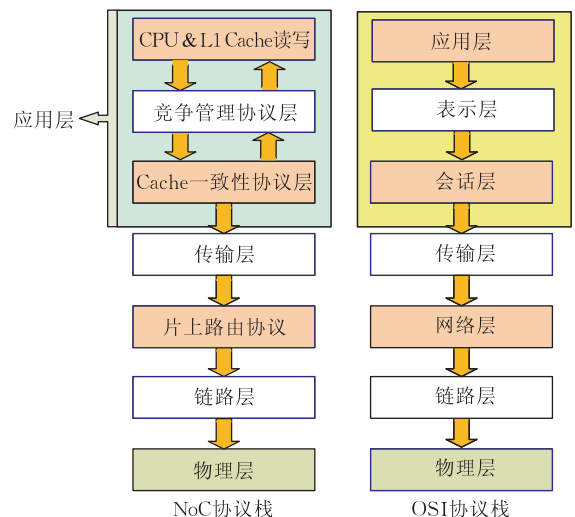 CPU＆L1 Cache读写
竞争管理协议层
Cache一致性协议层
应用层
传输层
片上路由协议
链路层
物理层
NoC协议栈
应用层
表示层
会话层
传输层
网络层
链路层
物理层
OSI协议栈